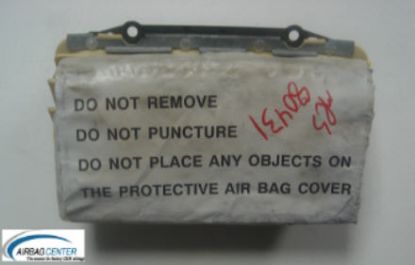 DO NOT REMOVE
DO NOT PUNCTURE
DO NOT PLACE ANY OBJECTS ON
THE PROTECTIVE AIR BAG COVER
AIRBAG CENTER